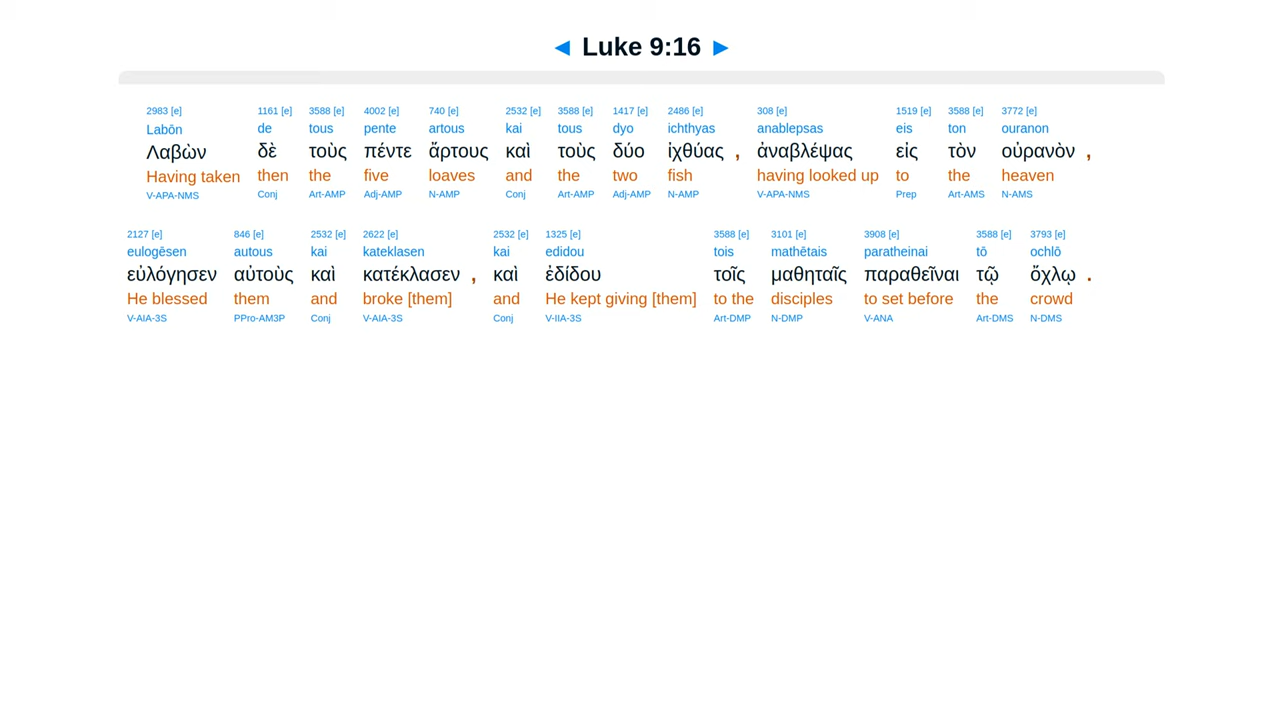 ◄ Luke 9:16 ►
2983 [e] 1161 [e] 3588 [e] 4002 [e] 740 [e] 2532 [e] 3588 [e] 1417 [e] 2486 [e] 308 [e] 1519 [e] 3588 [e] 3772 [e]
Labōn de tous pente artous kai tous dyo ichthyas anablepsas eis ton ouranon
Λαβὼν δὲ τοὺς πέντε ἄρτους καὶ τοὺς δύο ἰχθύας , ἀναβλέψας εἰς τὸν οὐρανὸν ,
Having taken then the five loaves and the two fish having looked up to the heaven
V-APA-NMS Conj Art-AMP Adj-AMP N-AMP Conj Art-AMP Adj-AMP N-AMP V-APA-NMS Prep Art-AMS N-AMS
2127 [e] 846 [e] 2532 [e] 2622 [e] 2532 [e] 1325 [e] 3588 [e] 3101 [e] 3908 [e] 3588 [e] 3793 [e]
eulogēsen autous kai kateklasen kai edidou tois mathētais paratheinai tō ochlō
εὐλόγησεν αὐτοὺς καὶ κατέκλασεν , καὶ ἐδίδου τοῖς μαθηταῖς παραθεῖναι τῷ ὄχλῳ .
He blessed them and broke [them] and He kept giving [them] to the disciples to set before the crowd
V-AIA-3S PPro-AM3P Conj V-AIA-3S Conj V-IIA-3S Art-DMP N-DMP V-ANA Art-DMS N-DMS